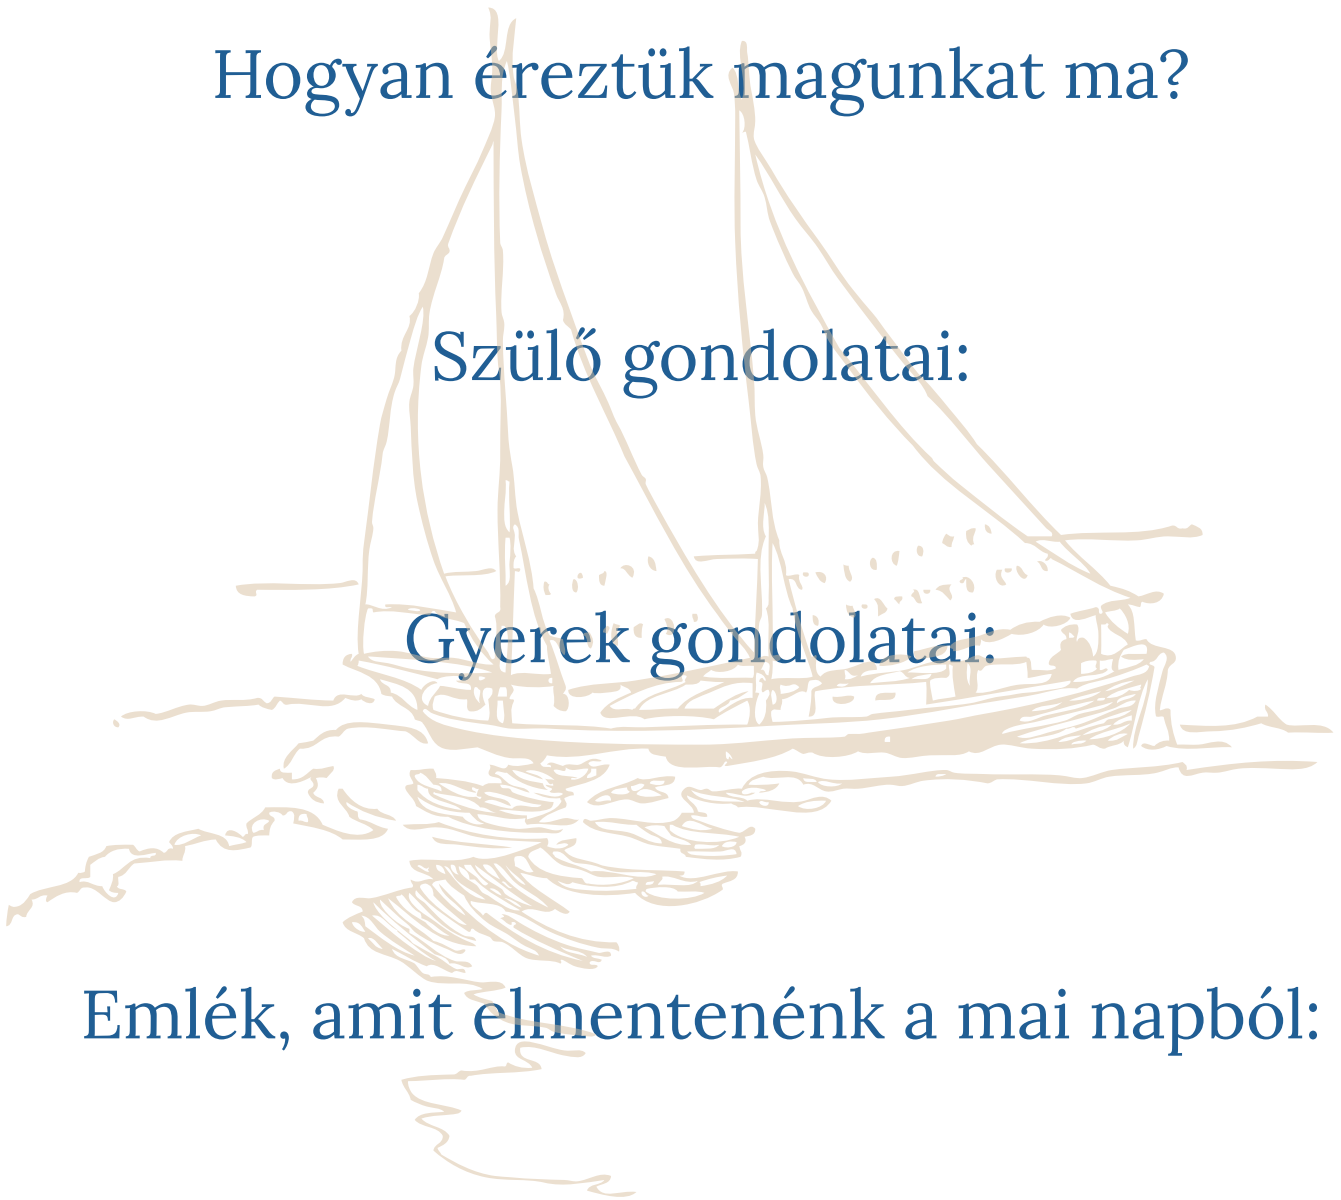 Hogyan éreztük magunkat ma?
Szülő gondolatai:
Gyerek gondolatai:
Emlék, amit elmentenénk a mai napból: